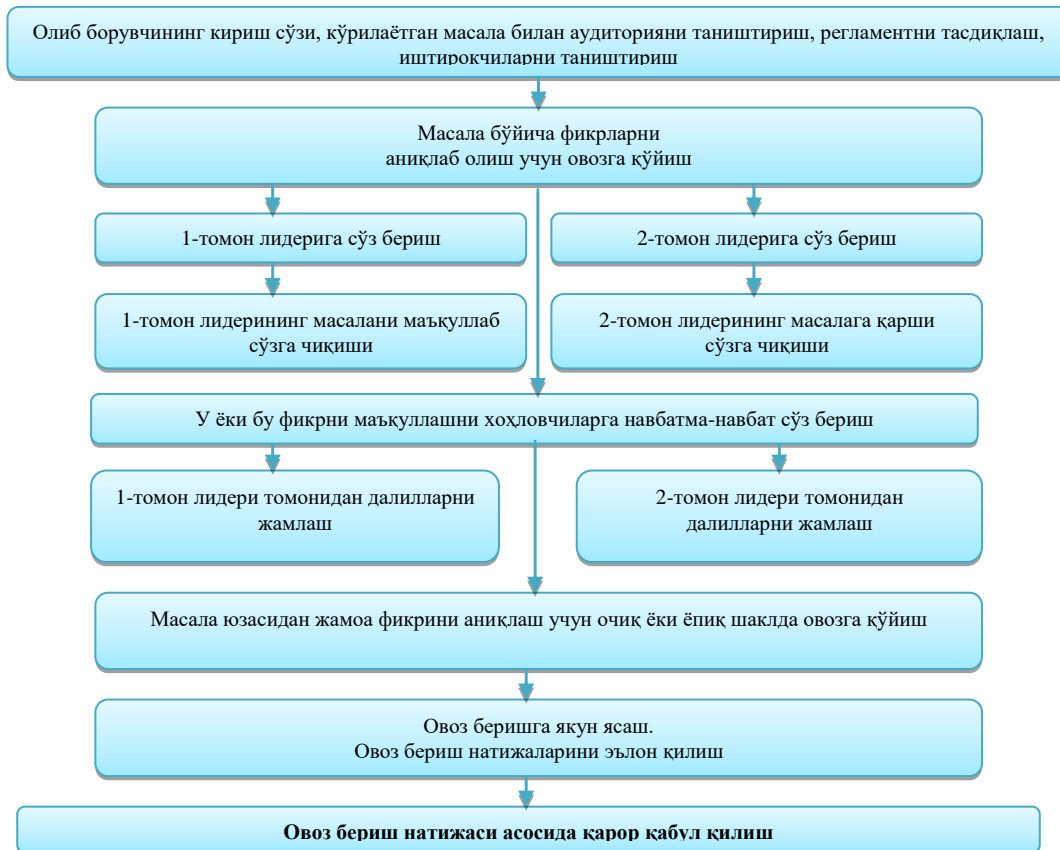 Олиб борувчининг кириш сўзи, кўрилаётган масала билан аудиторияни таништириш, регламентни тасдиқлаш,
иштирокчиларни таништириш
Масала бўйича фикрларни
аниқлаб олиш учун овозга қўйиш
1-томон лидерига сўз бериш
2-томон лидерига сўз бериш
1-томон лидерининг масалани маъқуллаб
сўзга чиқиши
2-томон лидерининг масалага қарши
сўзга чиқиши
У ёки бу фикрни маъқуллашни хоҳловчиларга навбатма-навбат сўз бериш
1-томон лидери томонидан далилларни
жамлаш
2-томон лидери томонидан
далилларни жамлаш
Масала юзасидан жамоа фикрини аниқлаш учун очиқ ёки ёпиқ шаклда овозга қўйиш
Овоз беришга якун ясаш.
Овоз бериш натижаларини эълон қилиш
Овоз бериш натижаси асосида қарор қабул қилиш